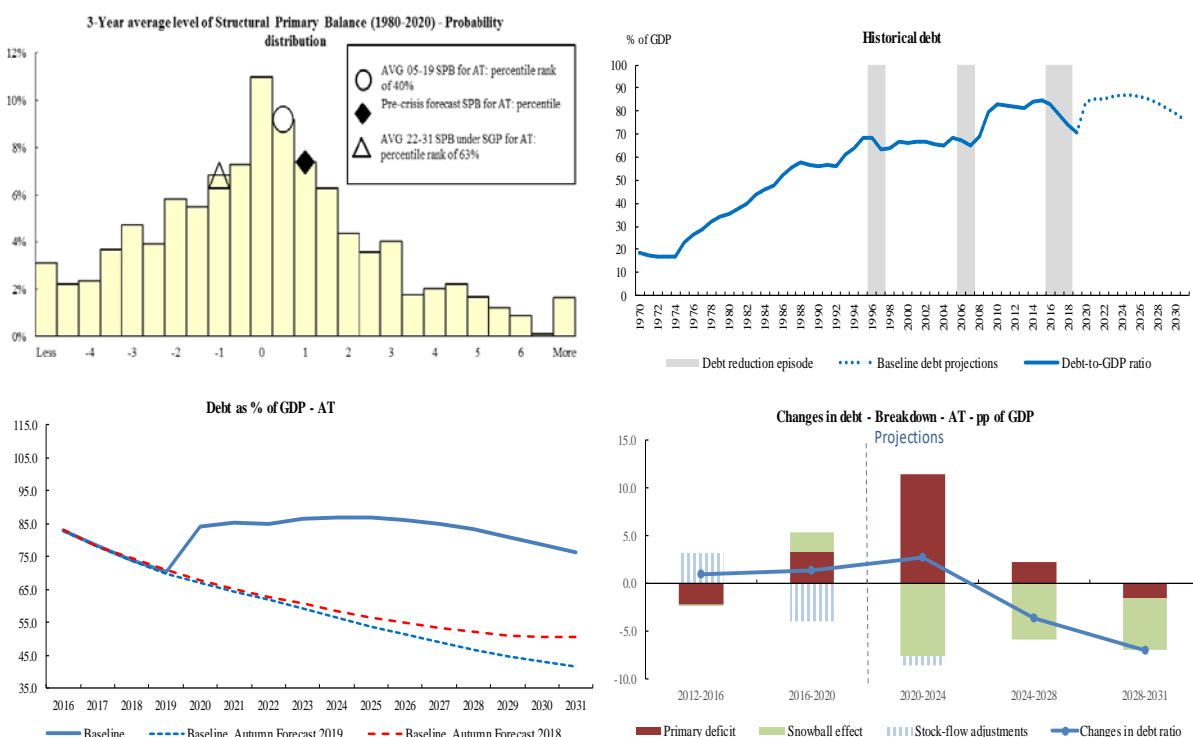 3-Year average level of Structural Primary Balance (1980-2020) - Probability
distribution
12%
10%
8%
6%
4%
2%
0%
AVG 05-19 SPB for AT: percentile rank
of 40%
Pre-crisis forecast SPB for AT: percentile
AVG 22-31 SPB under SGP for AT:
percentile rank of 63%
Less -4 -3 -2 -1 0 1 2 3 4 5 6 More
Historical debt
% of GDP
100
90
80
70
60
50
40
30
20
10
0
1970 1972 1974 1976 1978 1980 1982 1984 1986 1988 1990 1992 1994 1996 1998 2000 2002 2004 2006 2008 2010 2012 2014 2016 2018 2020 2022 2024 2026 2028 2030
Debt reduction episode Baseline debt projections Debt-to-GDP ratio
Debt as % of GDP - AT
115.0
105.0
95.0
85.0
75.0
65.0
55.0
45.0
35.0
2016 2017 2018 2019 2020 2021 2022 2023 2024 2025 2026 2027 2028 2029 2030 2031
Baseline Baseline Autumn Forecast 2019 Baseline Autumn Forecast 2018
Changes in debt - Breakdown - AT - pp of GDP
Projections
15.0
10.0
5.0
0.0
-5.0
-10.0
2012-2016 2016-2020 2020-2024 2024-2028 2028-2031
Primary deficit Snowball effect Stock-flow adjustments Changes in debt ratio